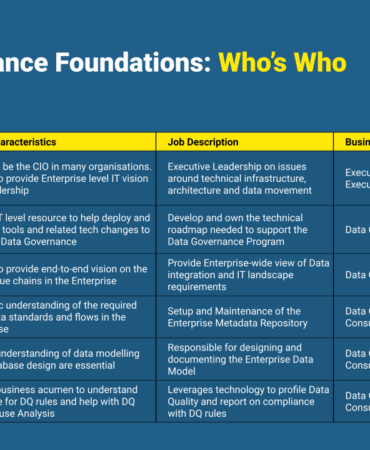 ance Foundations: Who's Who
aracteristics
Job Description
Busin
be the CIO in many organisations.
o provide Enterprise level IT vision
dership
Executive Leadership on issues
around technical infrastructure,
architecture and data movement
Execu
Execu
T level resource to help deploy and
tools and related tech changes to
Data Governance
Develop and own the technical
roadmap needed to support the
Data Governance Program
Data
o provide end-to-end vision on the
ue chains in the Enterprise
Provide Enterprise-wide view of Data
integration and IT landscape
requirements
Data
c understanding of the required
ta standards and flows in the
se
Setup and Maintenance of the
Enterprise Metadata Repository
Data
Consu
understanding of data modelling
abase design are essential
Responsible for designing and
documenting the Enterprise Data
Model
Data
Consu
business acumen to understand
e for DQ rules and help with DQ
use Analysis
Leverages technology to profile Data
Quality and report on compliance
with DQ rules
Data
Consu